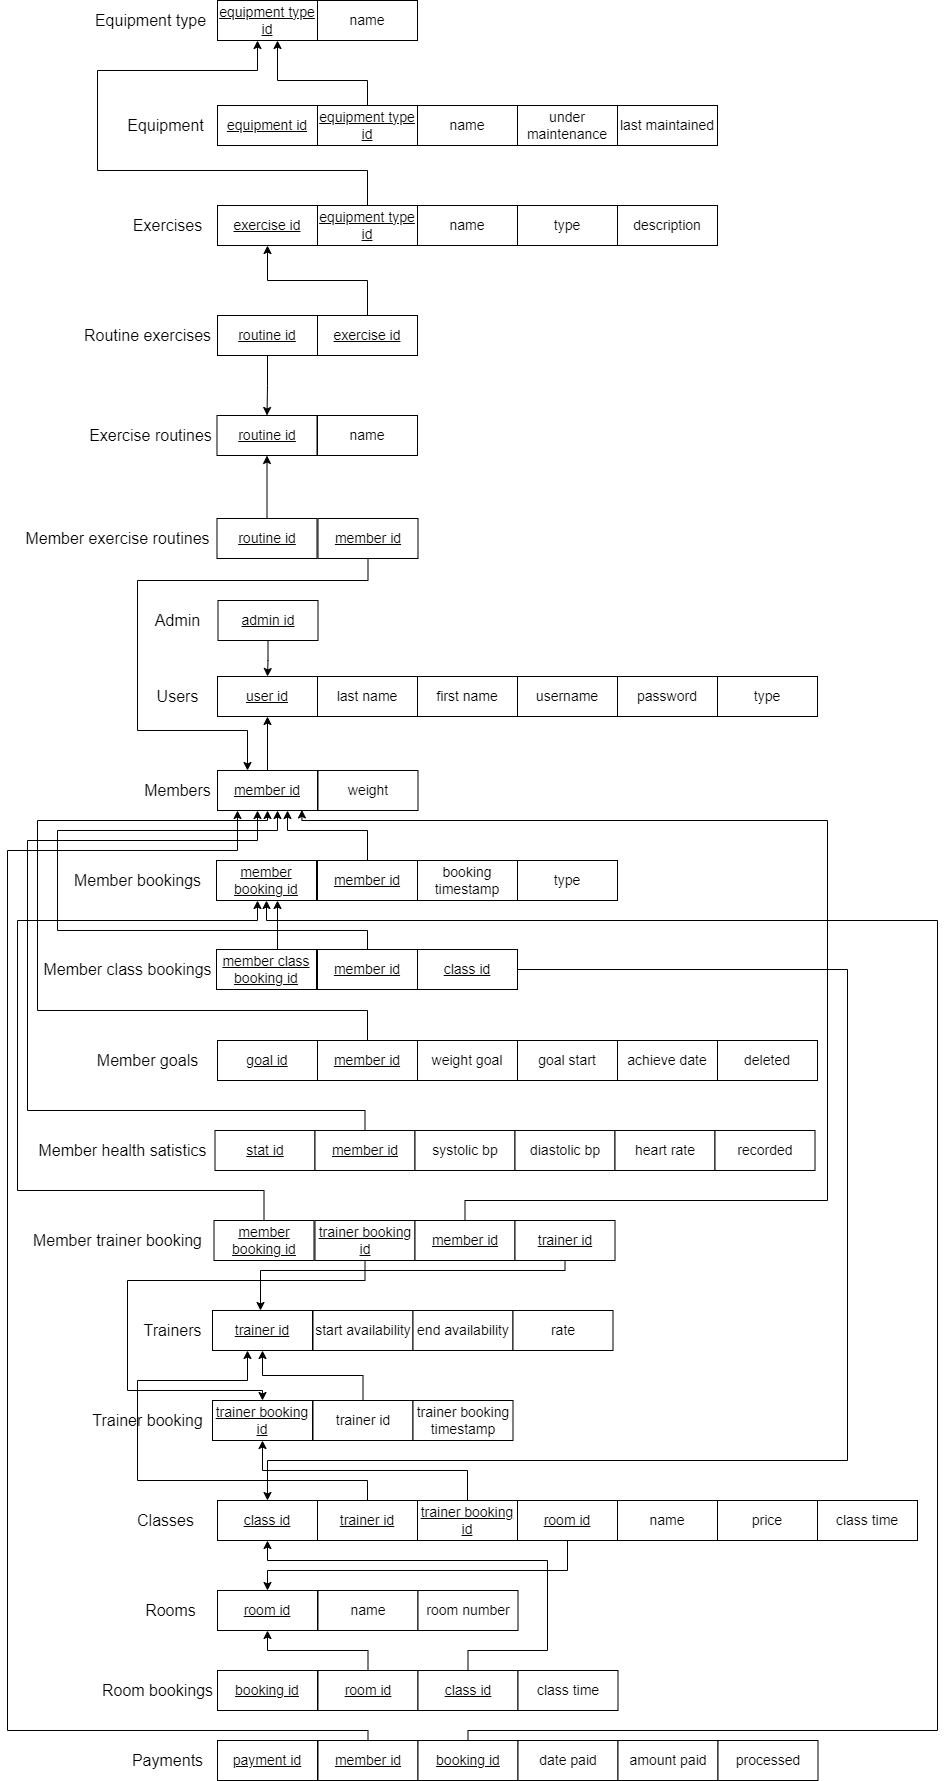 Equipment type
equipment type id
name
Equipment
equipment id
equipment type id
name
under maintenance
last maintained
Exercises
exercise id
equipment type id
name
type
description
Routine exercises
routine id
exercise id
Exercise routines
routine id
name
Member exercise routines
routine id
member id
Admin
admin id
Users
user id
last name
first name
username
password
type
Members
member id
weight
Member bookings
member booking id
member id
booking timestamp
type
Member class bookings
member class booking id
member id
class id
Member goals
goal id
member id
weight goal
goal start
achieve date
deleted
Member health satistics
stat id
member id
systolic bp
diastolic bp
heart rate
recorded
Member trainer booking
member booking id
trainer booking id
member id
trainer id
Trainers
trainer id
start availability
end availability
rate
Trainer booking
trainer booking id
trainer id
trainer booking timestamp
Classes
class id
trainer id
trainer booking id
room id
name
price
class time
Rooms
room id
name
room number
Room bookings
booking id
room id
class id
class time
Payments
payment id
member id
booking id
date paid
amount paid
processed